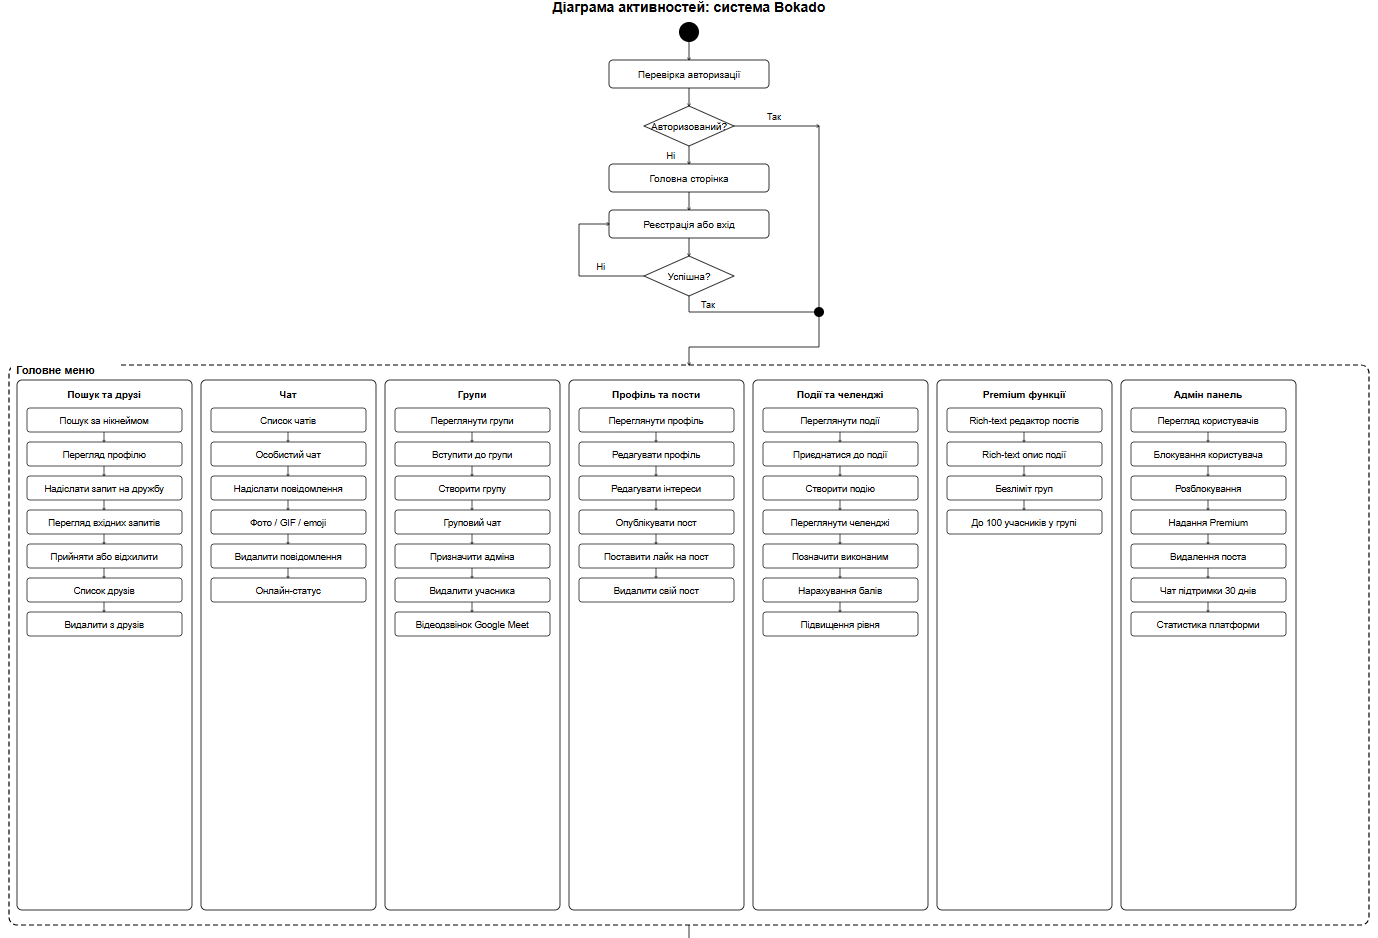 Діаграма активностей: система Bokado
Перевірка авторизації
Авторизований?
Так
Ні
Головна сторінка
Реєстрація або вхід
Ні
Успішна?
Так
Головне меню
Пошук та друзі
Пошук за нікнеймом
Перегляд профілю
Надіслати запит на дружбу
Перегляд вхідних запитів
Прийняти або відхилити
Список друзів
Видалити з друзів
Чат
Список чатів
Особистий чат
Надіслати повідомлення
Фото / GIF / emoji
Видалити повідомлення
Онлайн-статус
Групи
Переглянути групи
Вступити до групи
Створити групу
Груповий чат
Призначити адміна
Видалити учасника
Відеодзвінок Google Meet
Профіль та пости
Переглянути профіль
Редагувати профіль
Редагувати інтереси
Опублікувати пост
Поставити лайк на пост
Видалити свій пост
Події та челенджі
Переглянути події
Приєднатися до події
Створити подію
Переглянути челенджі
Позначити виконаним
Нарахування балів
Підвищення рівня
Premium функції
Rich-text редактор постів
Rich-text опис події
Безліміт груп
До 100 учасників у групі
Адмін панель
Перегляд користувачів
Блокування користувача
Розблокування
Надання Premium
Видалення поста
Чат підтримки 30 днів
Статистика платформи